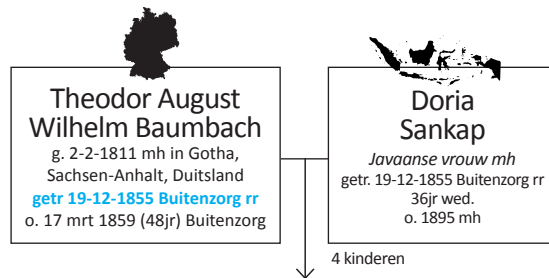 Theodor August
Wilhelm Baumbach
g. 2-2-1811 mh in Gotha,
Sachsen-Anhalt, Duitsland
getr 19-12-1855 Buitenzorg rr
o. 17 mrt 1859 (48jr) Buitenzorg
Doria
Sankap
Javaanse vrouw mh
getr. 19-12-1855 Buitenzorg rr
36jr wed.
o. 1895 mh
4 kinderen